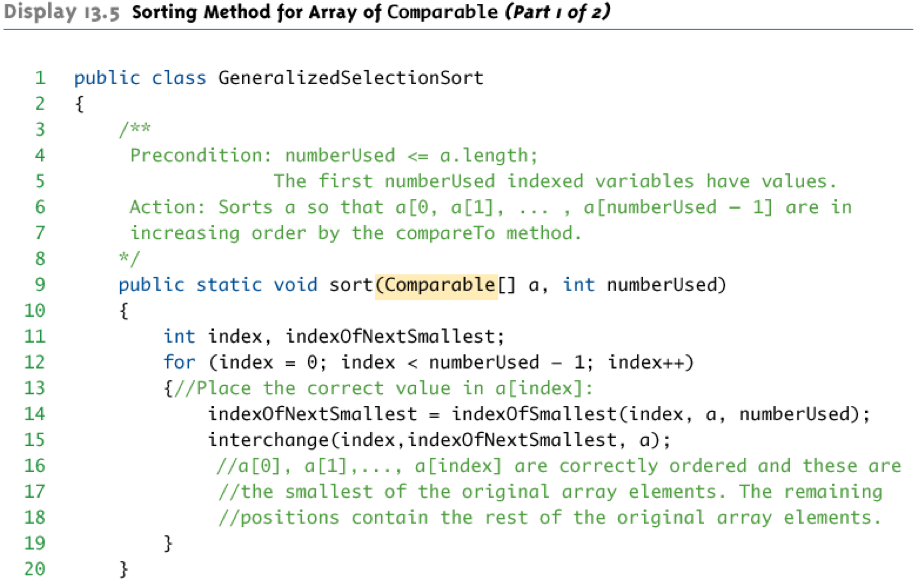 Display 13.5 Sorting Method for Array of Comparable (Part 1 of 2)
1 public class GeneralizedSelectionSort
2 {
3 /**
4 Precondition: numberUsed <= a.length;
5 The first numberUsed indexed variables have values.
6 Action: Sorts a so that a[0, a[1], ... , a[numberUsed – 1] are in
7 increasing order by the compareTo method.
8 */
9 public static void sort(Comparable[] a, int numberUsed)
10 {
11 int index, indexOfNextSmallest;
12 for (index = 0; index < numberUsed – 1; index++)
13 {//Place the correct value in a[index]:
14 indexOfNextSmallest = indexOfSmallest(index, a, numberUsed);
15 interchange(index,indexOfNextSmallest, a);
16 //a[0], a[1],..., a[index] are correctly ordered and these are
17 //the smallest of the original array elements. The remaining
18 //positions contain the rest of the original array elements.
19 }
20 }